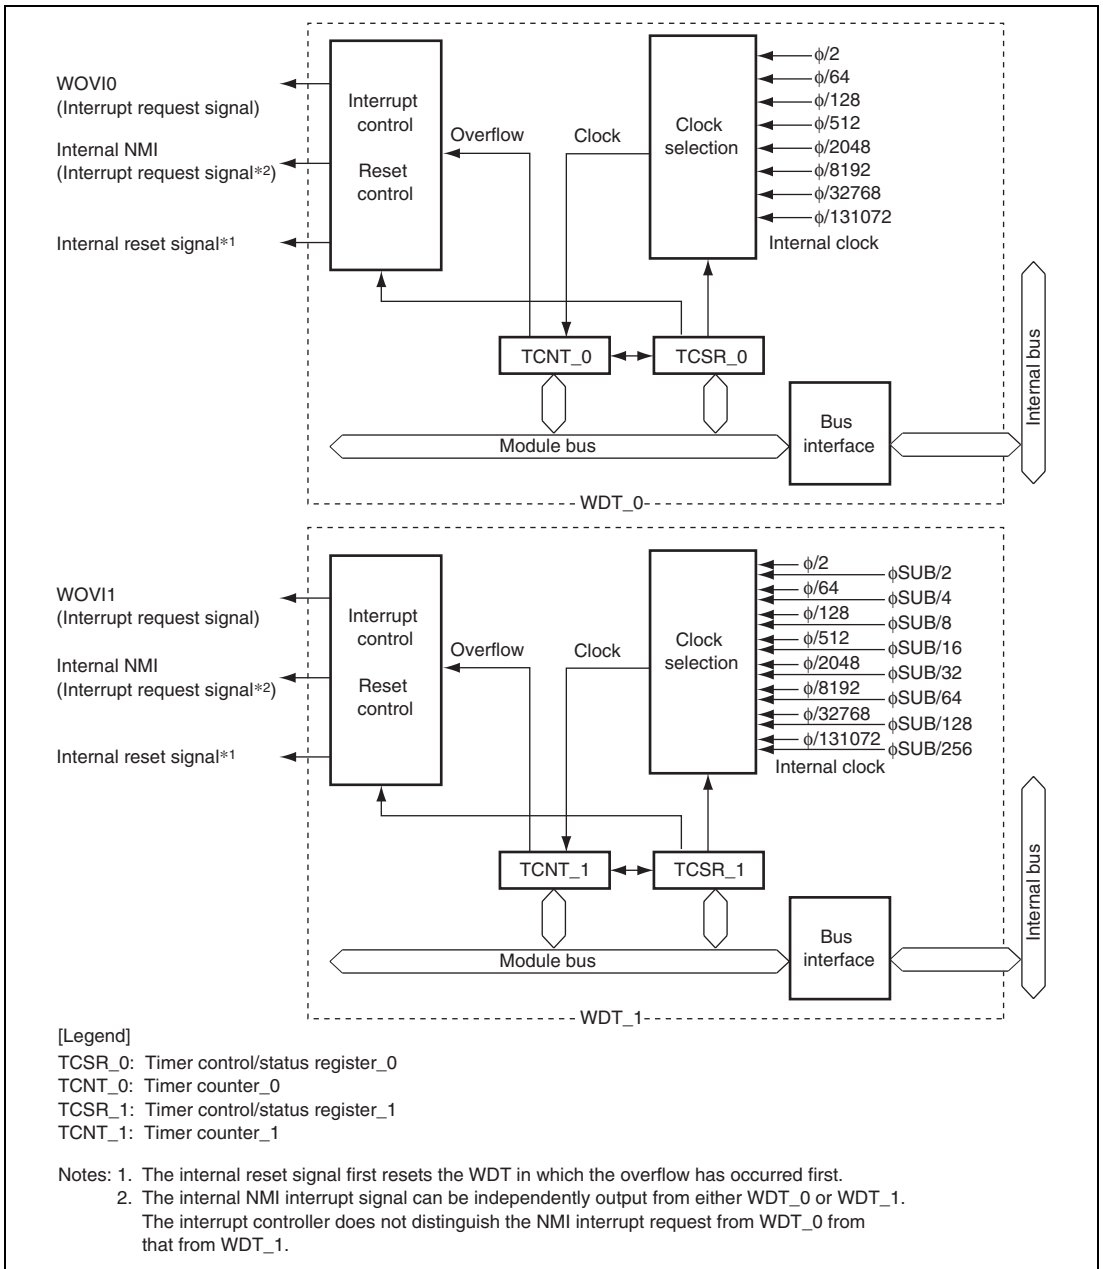 WOVI0
(Interrupt request signal)
Internal NMI
(Interrupt request signal*2)
Internal reset signal*1
Interrupt
control
Reset
control
Overflow
Clock
Clock
selection
ϕ/2
ϕ/64
ϕ/128
ϕ/512
ϕ/2048
ϕ/8192
ϕ/32768
ϕ/131072
Internal clock
TCNT_0
TCSR_0
Module bus
Bus
interface
Internal bus
WDT_0
WOVI1
(Interrupt request signal)
Internal NMI
(Interrupt request signal*2)
Internal reset signal*1
Interrupt
control
Reset
control
Overflow
Clock
Clock
selection
ϕ/2
ϕSUB/2
ϕ/64
ϕSUB/4
ϕ/128
ϕSUB/8
ϕ/512
ϕSUB/16
ϕ/2048
ϕSUB/32
ϕ/8192
ϕSUB/64
ϕ/32768
ϕSUB/128
ϕ/131072
ϕSUB/256
Internal clock
TCNT_1
TCSR_1
Module bus
Bus
interface
Internal bus
WDT_1
[Legend]
TCSR_0: Timer control/status register_0
TCNT_0: Timer counter_0
TCSR_1: Timer control/status register_1
TCNT_1: Timer counter_1
Notes: 1. The internal reset signal first resets the WDT in which the overflow has occurred first.
2. The internal NMI interrupt signal can be independently output from either WDT_0 or WDT_1.
The interrupt controller does not distinguish the NMI interrupt request from WDT_0 from
that from WDT_1.